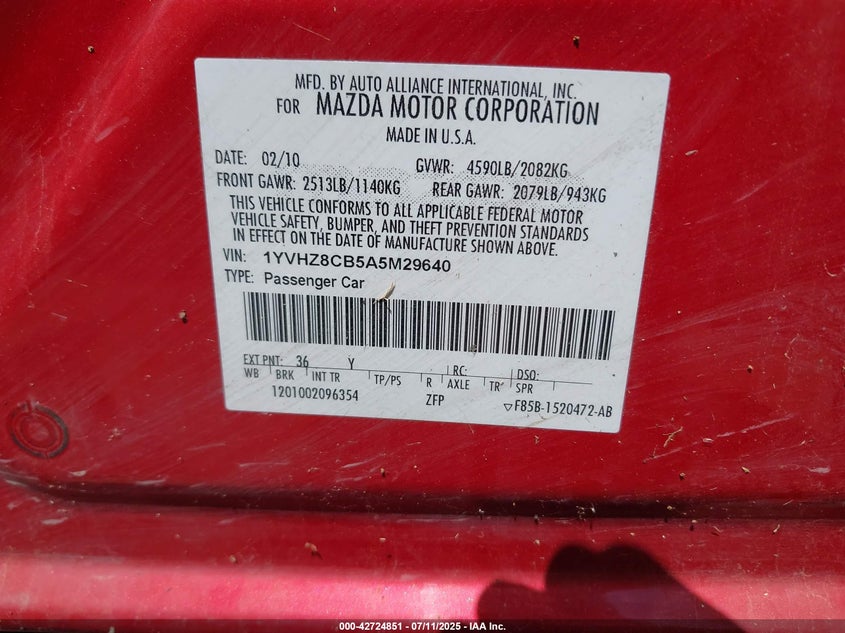 MFD. BY AUTO ALLIANCE INTERNATIONAL, INC.
FOR MAZDA MOTOR CORPORATION
MADE IN U.S.A.
DATE: 02/10 GVWR: 4590LB/2082KG
FRONT GAWR: 2513LB/1140KG REAR GAWR: 2079LB/943KG
THIS VEHICLE CONFORMS TO ALL APPLICABLE FEDERAL MOTOR
VEHICLE SAFETY, BUMPER, AND THEFT PREVENTION STANDARDS
IN EFFECT ON THE DATE OF MANUFACTURE SHOWN ABOVE.
VIN: 1YVHZ8CB5A5M29640
TYPE: Passenger Car
EXT PNT: 36 Y RC: DSO:
WB BRK INT TR TP/PS R AXLE TR SPR
1201002096354 ZFP ▽F85B-1520472-AB
000-42724851 // 07/11/2025 // IAA Inc.